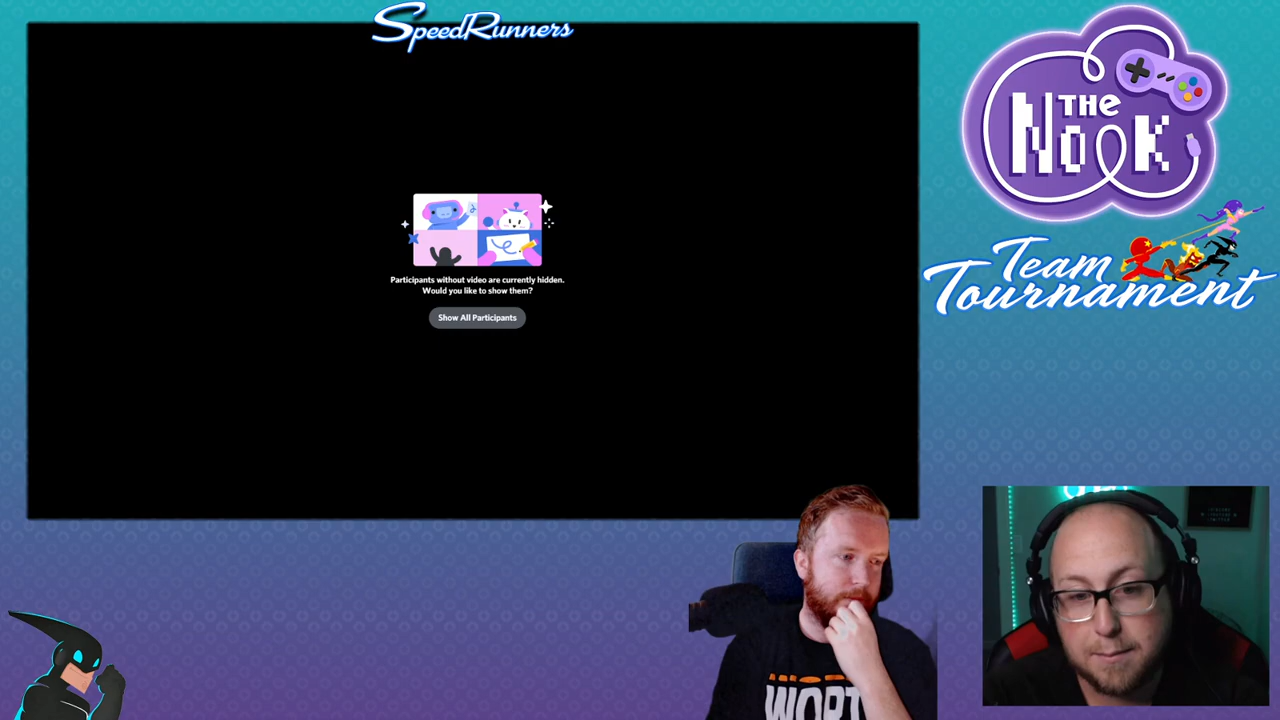 SpeedRunners
THE
NOOK
Team
Tournament
Participants without video are currently hidden.
Would you like to show them?
Show All Participants
WORT